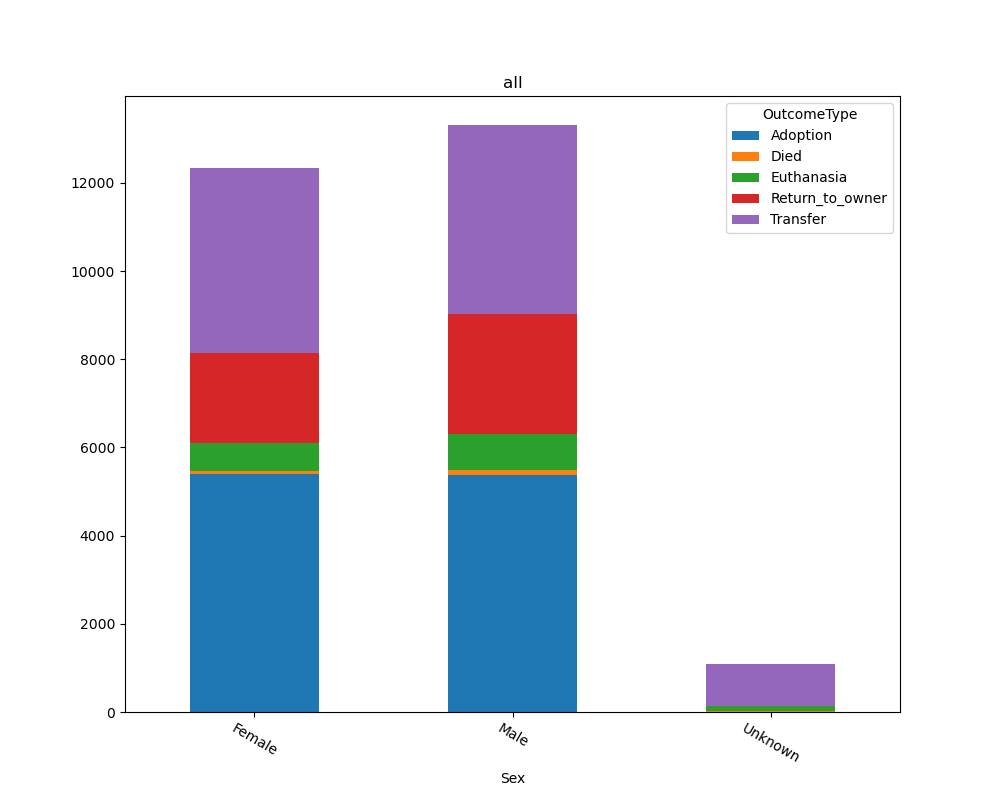 all
OutcomeType
Adoption
Died
Euthanasia
Return_to_owner
Transfer
12000
10000
8000
6000
4000
2000
0
Female
Male
Unknown
Sex